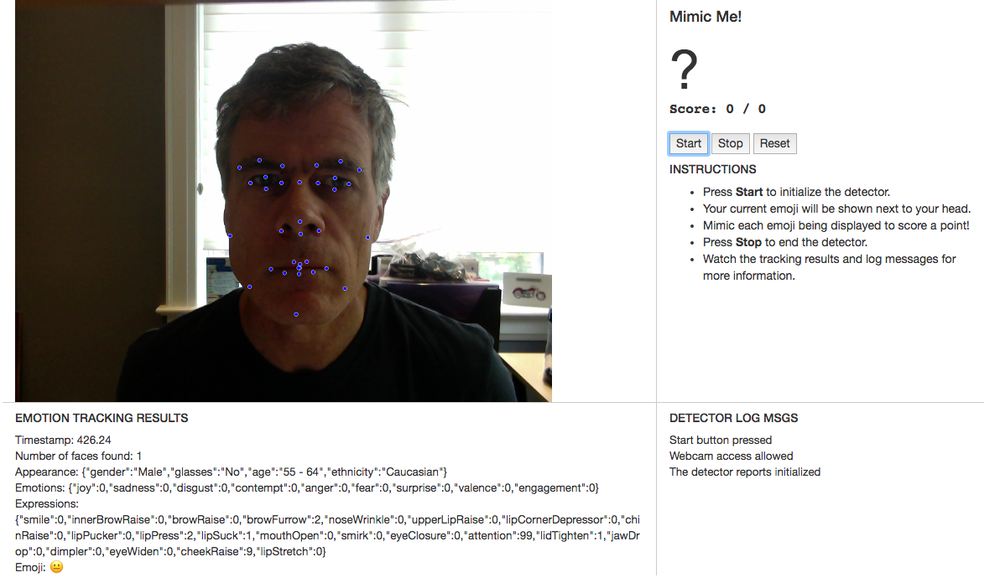 Mimic Me!
?
Score: 0 / 0
Start Stop Reset
INSTRUCTIONS
• Press Start to initialize the detector.
• Your current emoji will be shown next to your head.
• Mimic each emoji being displayed to score a point!
• Press Stop to end the detector.
• Watch the tracking results and log messages for
more information.
EMOTION TRACKING RESULTS
Timestamp: 426.24
Number of faces found: 1
Appearance: {"gender":"Male","glasses":"No","age":"55 - 64","ethnicity":"Caucasian"}
Emotions: {"joy":0,"sadness":0,"disgust":0,"contempt":0,"anger":0,"fear":0,"surprise":0,"valence":0,"engagement":0}
Expressions:
{"smile":0,"innerBrowRaise":0,"browRaise":0,"browFurrow":2,"noseWrinkle":0,"upperLipRaise":0,"lipCornerDepressor":0,"chi
nRaise":0,"lipPucker":0,"lipPress":2,"lipSuck":1,"mouthOpen":0,"smirk":0,"eyeClosure":0,"attention":99,"lidTighten":1,"jawDr
op":0,"dimpler":0,"eyeWiden":0,"cheekRaise":9,"lipStretch":0}
Emoji: 😐
DETECTOR LOG MSGS
Start button pressed
Webcam access allowed
The detector reports initialized